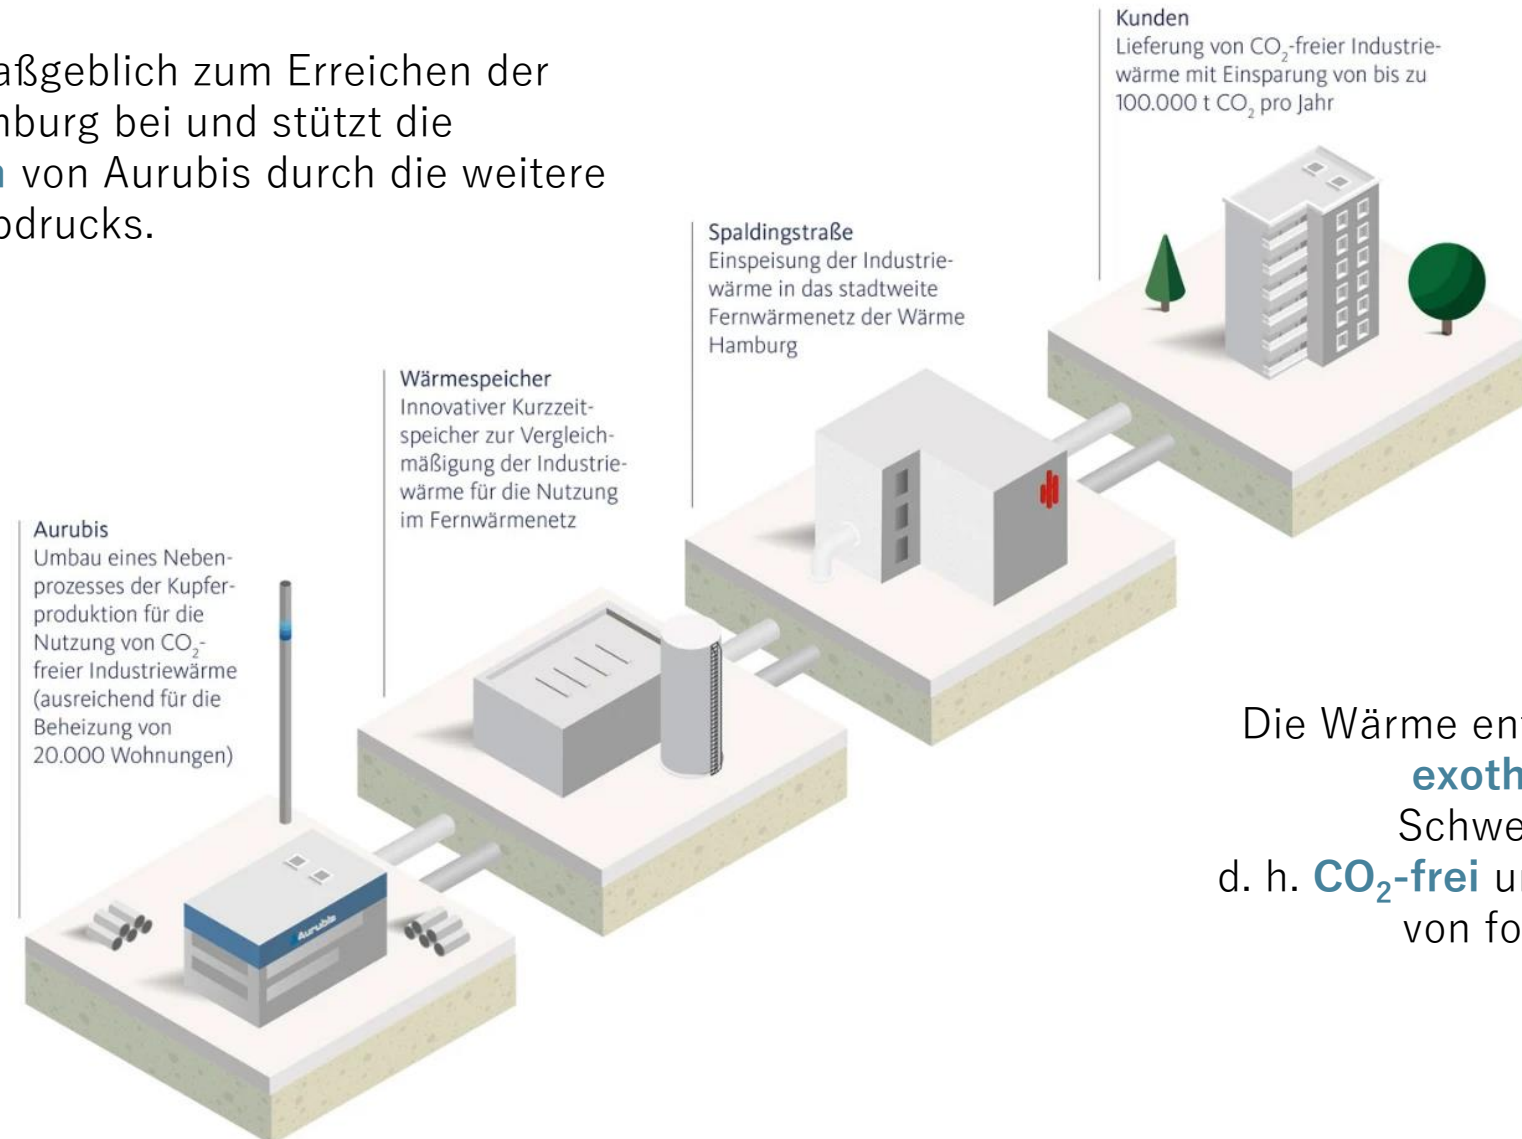 aßgeblich zum Erreichen der
nburg bei und stützt die
von Aurubis durch die weitere
odrucks.
Kunden
Lieferung von CO₂-freier Industrie-
wärme mit Einsparung von bis zu
100.000 t CO₂ pro Jahr
Spaldingstraße
Einspeisung der Industrie-
wärme in das stadtweite
Fernwärmenetz der Wärme
Hamburg
Wärmespeicher
Innovativer Kurzzeit-
speicher zur Vergleich-
mäßigung der Industrie-
wärme für die Nutzung
im Fernwärmenetz
Aurubis
Umbau eines Neben-
prozesses der Kupfer-
produktion für die
Nutzung von CO₂-
freier Industriewärme
(ausreichend für die
Beheizung von
20.000 Wohnungen)
Aurubis
Die Wärme ent
exoth
Schwe
d. h. CO₂-frei u
von fo